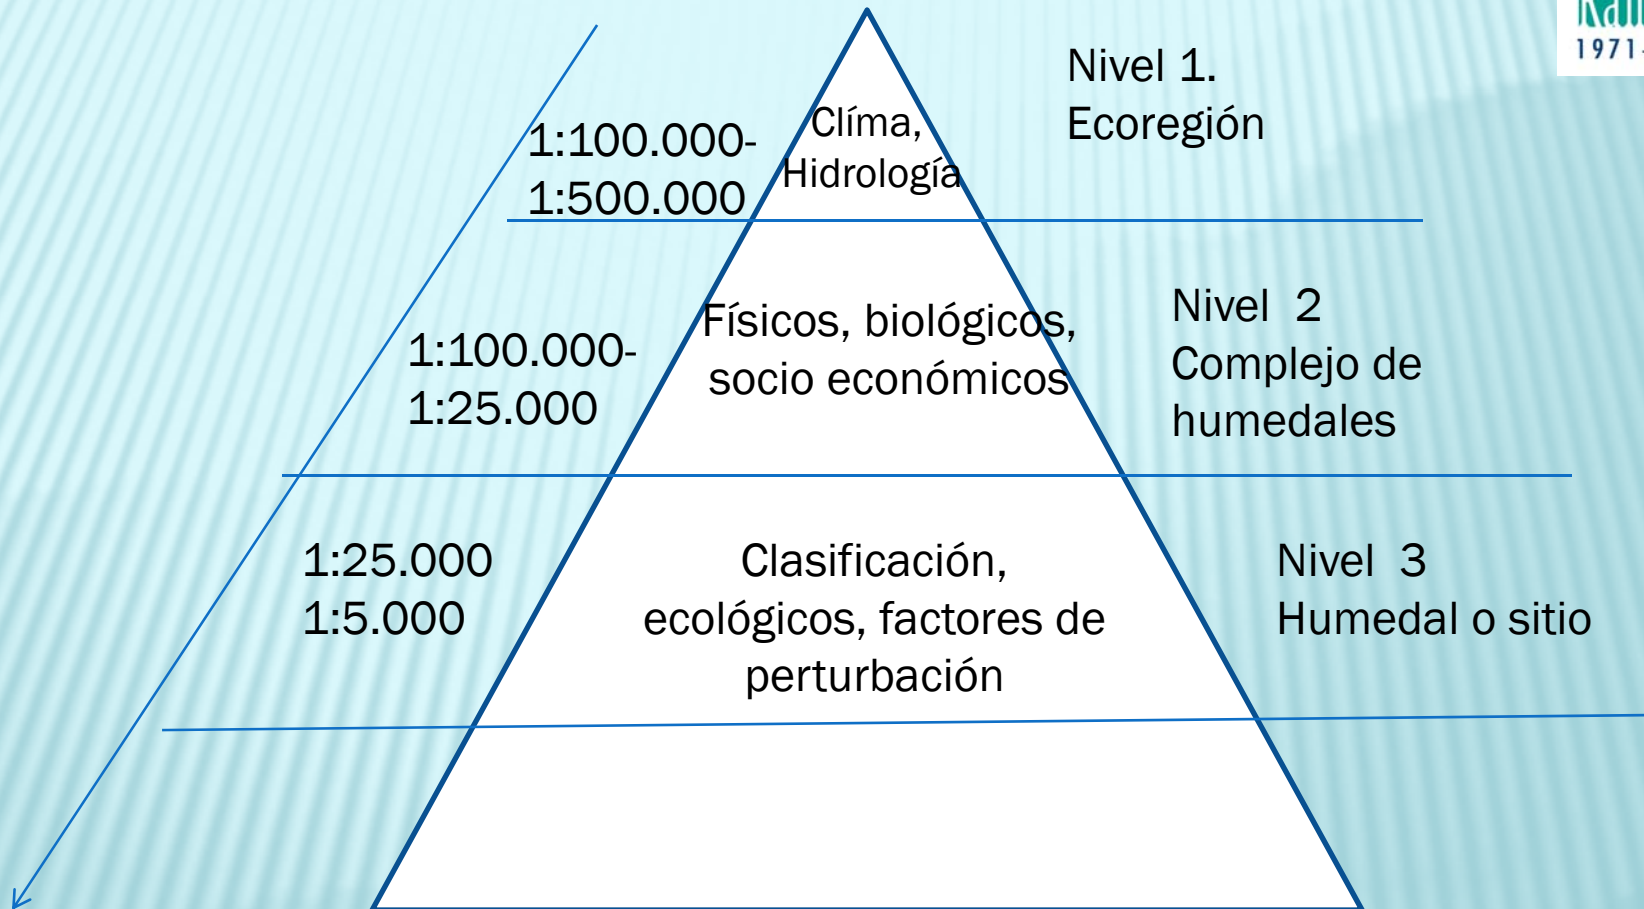 1971-
1:100.000-
1:500.000
Clíma,
Hidrología
Nivel 1.
Ecoregión
1:100.000-
1:25.000
Físicos, biológicos,
socio económicos
Nivel 2
Complejo de
humedales
1:25.000
1:5.000
Clasificación,
ecológicos, factores de
perturbación
Nivel 3
Humedal o sitio